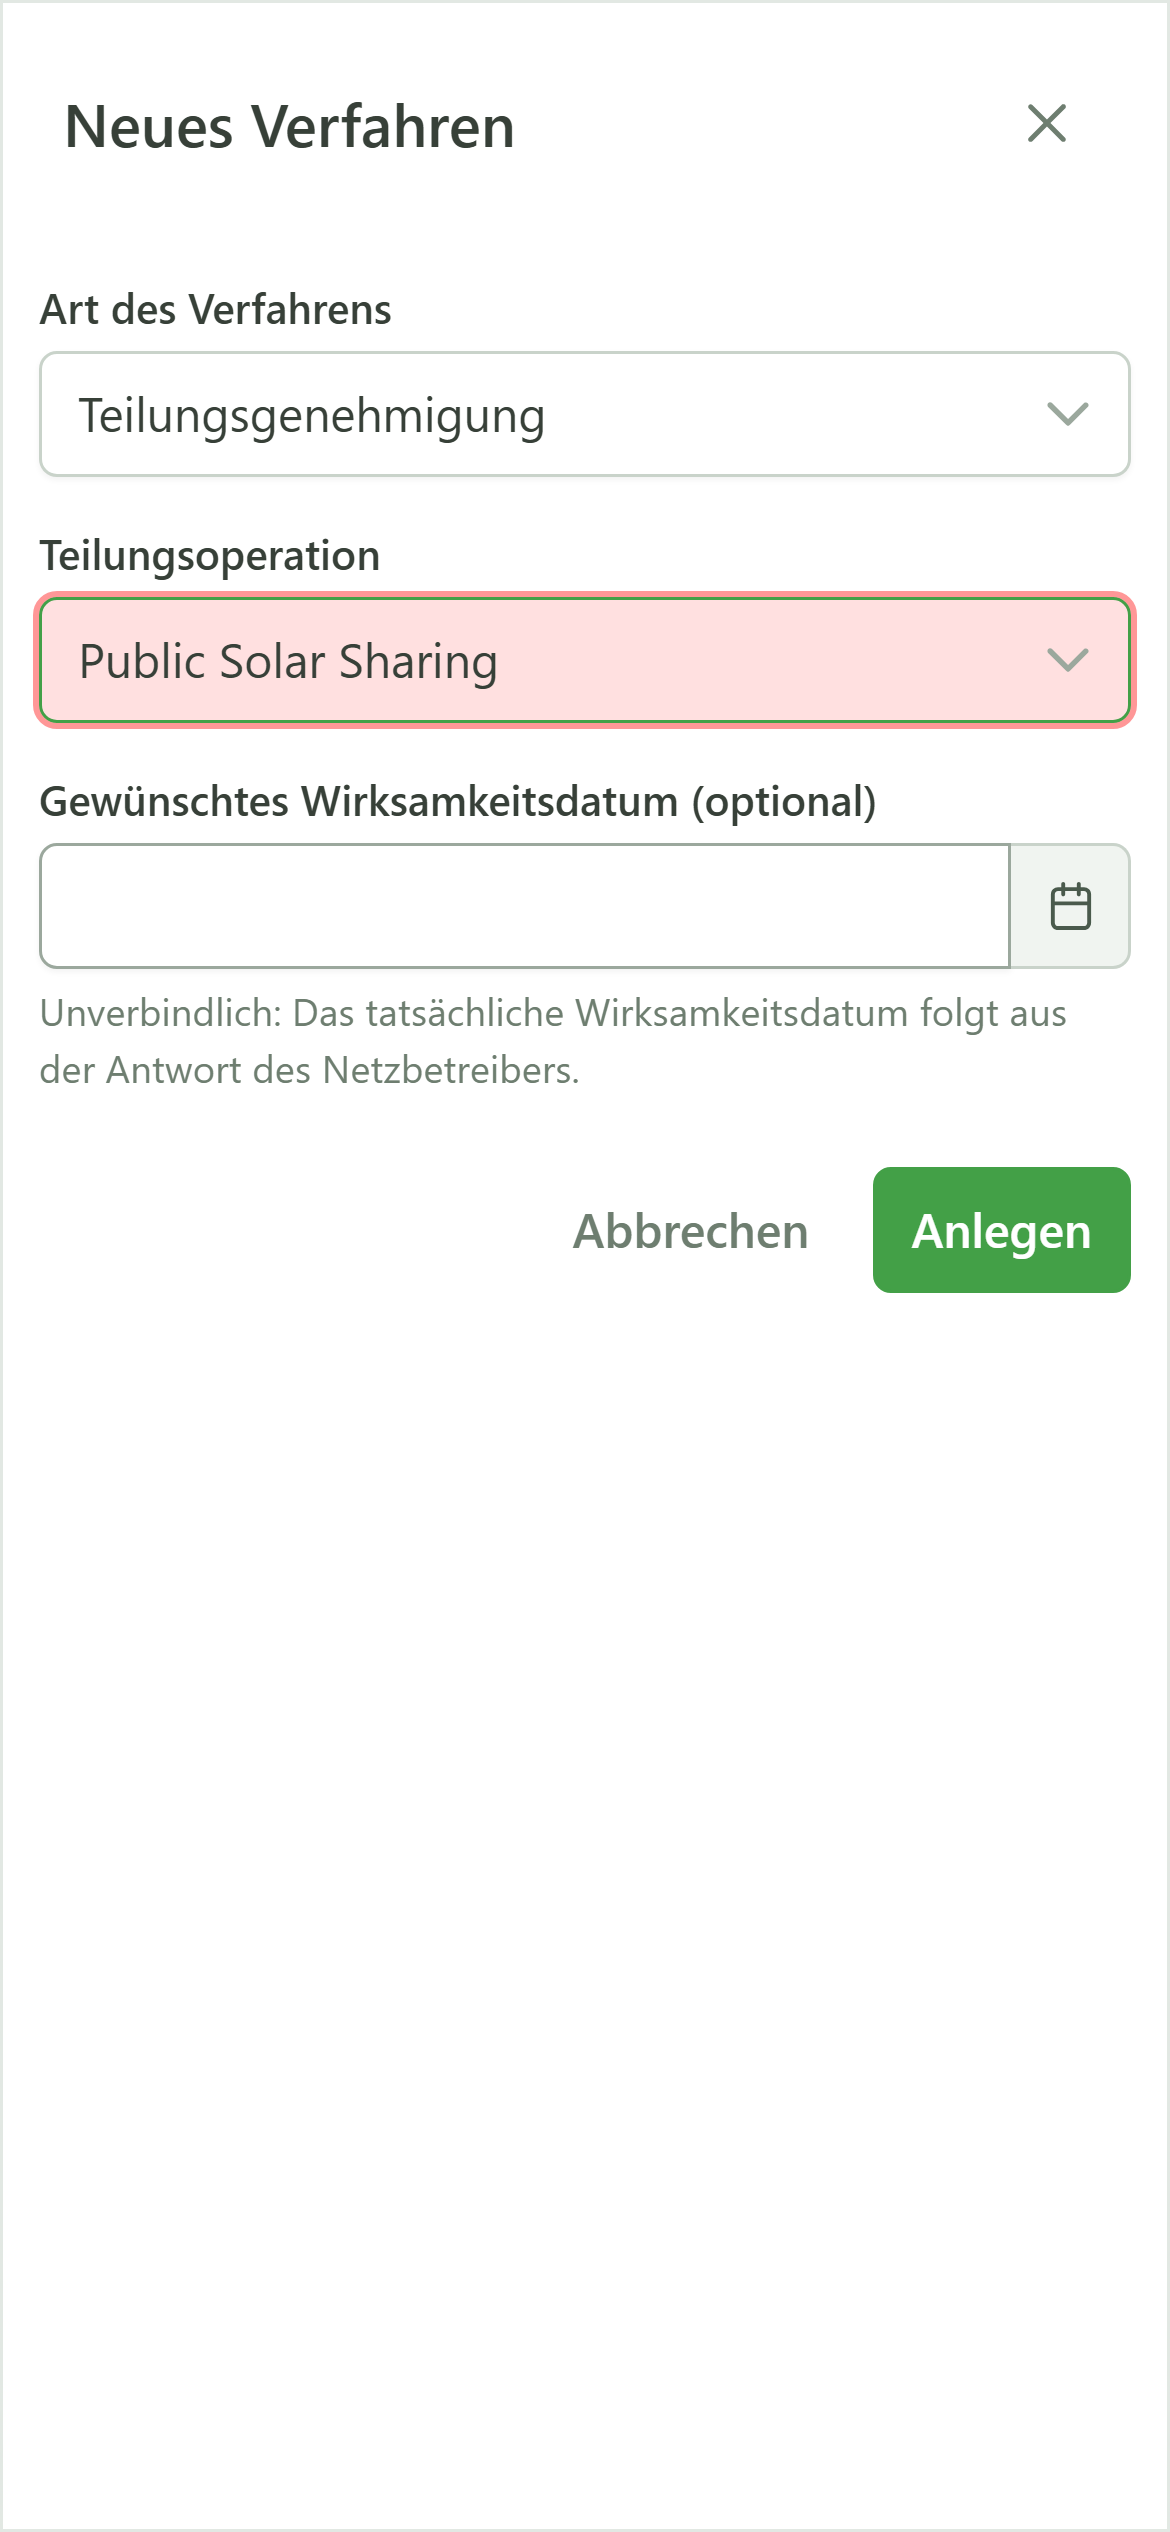 Neues Verfahren
Art des Verfahrens
Teilungsgenehmigung
Teilungsoperation
Public Solar Sharing
Gewünschtes Wirksamkeitsdatum (optional)
Unverbindlich: Das tatsächliche Wirksamkeitsdatum folgt aus
der Antwort des Netzbetreibers.
Abbrechen
Anlegen